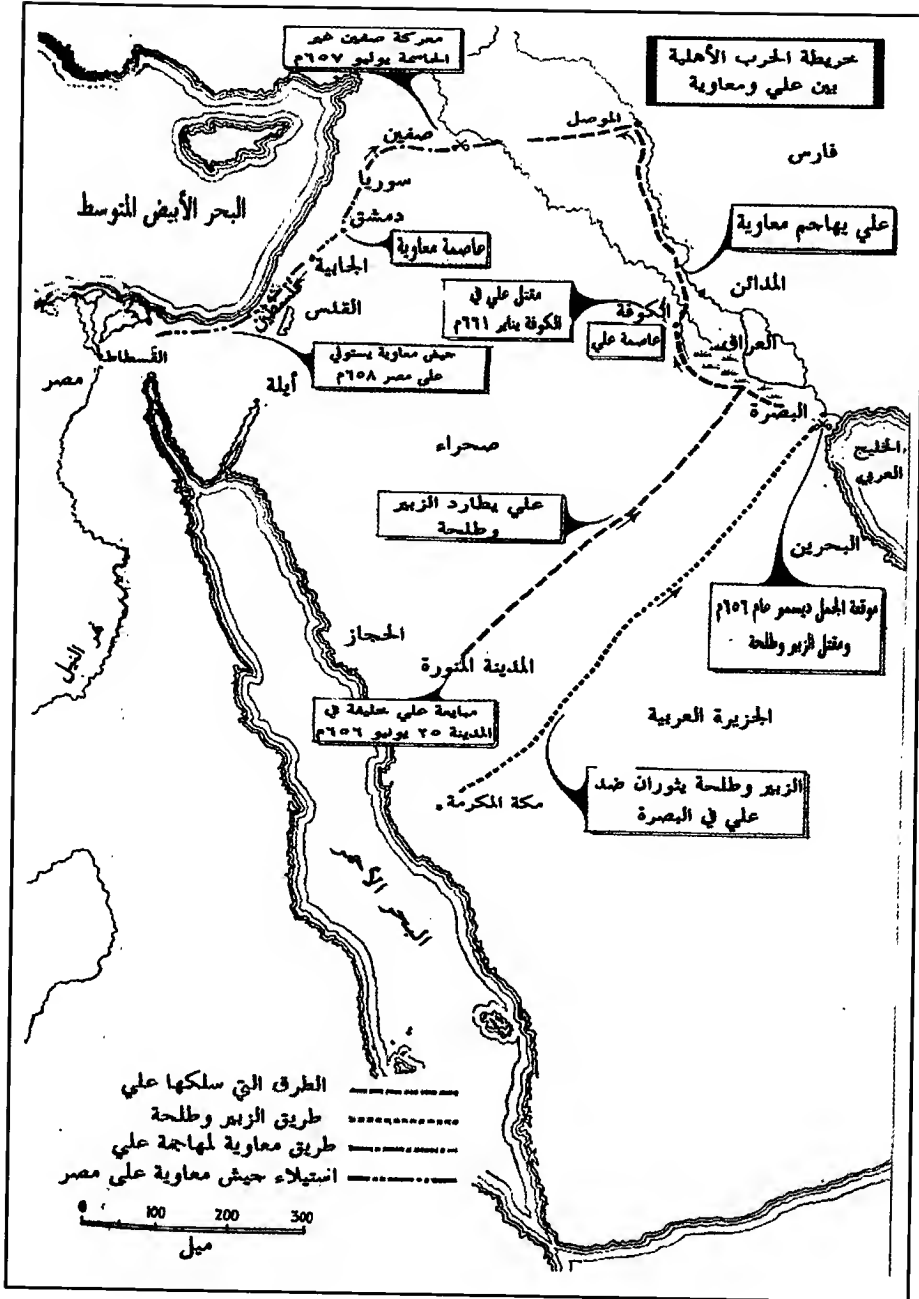 خريطة الحرب الأهلية
بين علي ومعاوية
معركة صفين غير
الحاسمة يوليو ٦٥٧م
الموصل
صفين
فارس
سوريا
البحر الأبيض المتوسط
دمشق
علي يهاجم معاوية
عاصمة معاوية
الجابية
المدائن
فلسطين
القدس
مقتل علي في
الكوفة يناير ٦٦١م
الكوفة
عاصمة علي
العراق
القسطاط
جيش معاوية يستولي
على مصر ٦٥٨م
مصر
أيلة
البصرة
الخليج
العربي
صحراء
علي يطارد الزبير
وطلحة
البحرين
موقعة الجمل ديسمبر عام ٦٥٦م
ومقتل الزبير وطلحة
نهر النيل
الحجاز
المدينة المنورة
مبايعة علي خليفة في
المدينة ٢٥ يونيو ٦٥٦م
الجزيرة العربية
الزبير وطلحة يثوران ضد
علي في البصرة
مكة المكرمة
البحر الأحمر
الطرق التي سلكها علي
طريق الزبير وطلحة
طريق معاوية لمهاجمة علي
استيلاء جيش معاوية على مصر
0 100 200 300
ميل